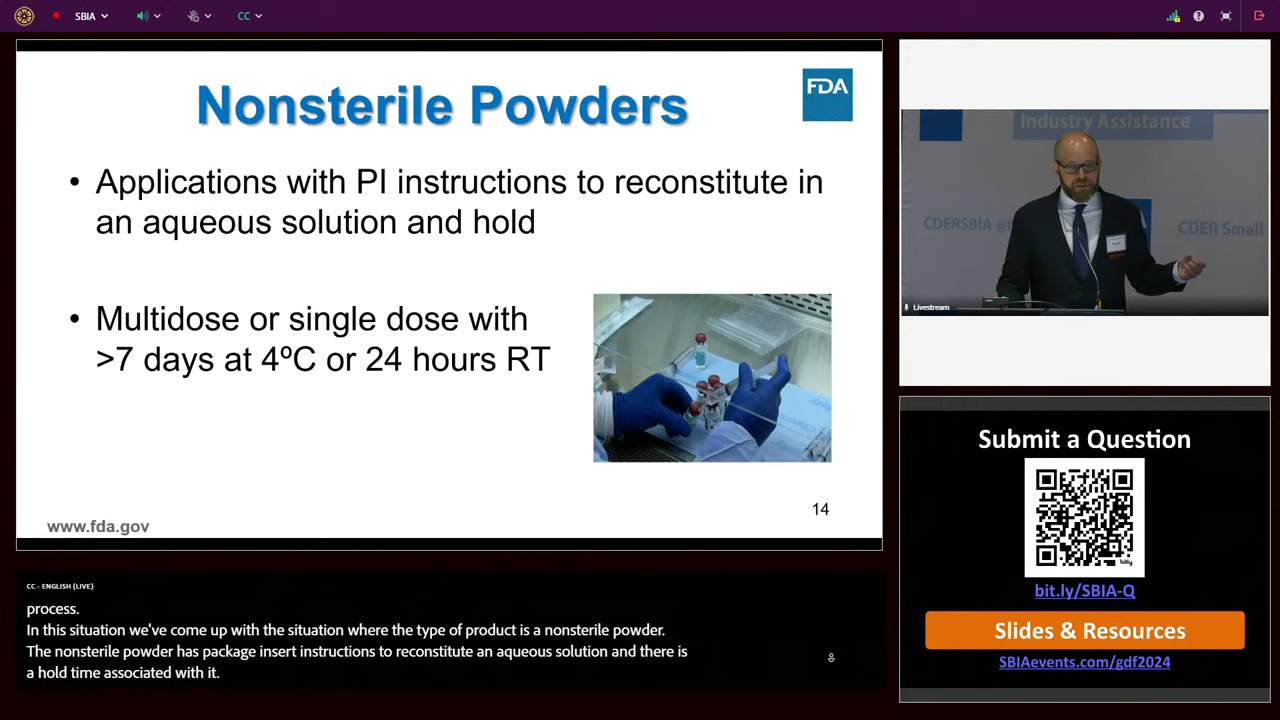 SBIA
CC
Nonsterile Powders
FDA
• Applications with PI instructions to reconstitute in
an aqueous solution and hold
• Multidose or single dose with
>7 days at 4ºC or 24 hours RT
14
www.fda.gov
CC - ENGLISH (LIVE)
process.
In this situation we've come up with the situation where the type of product is a nonsterile powder.
The nonsterile powder has package insert instructions to reconstitute an aqueous solution and there is
a hold time associated with it.
Industry Assistance
CDERSBIA
CDER Small
Livestream
Submit a Question
bitly
bit.ly/SBIA-Q
Slides & Resources
SBIAevents.com/gdf2024